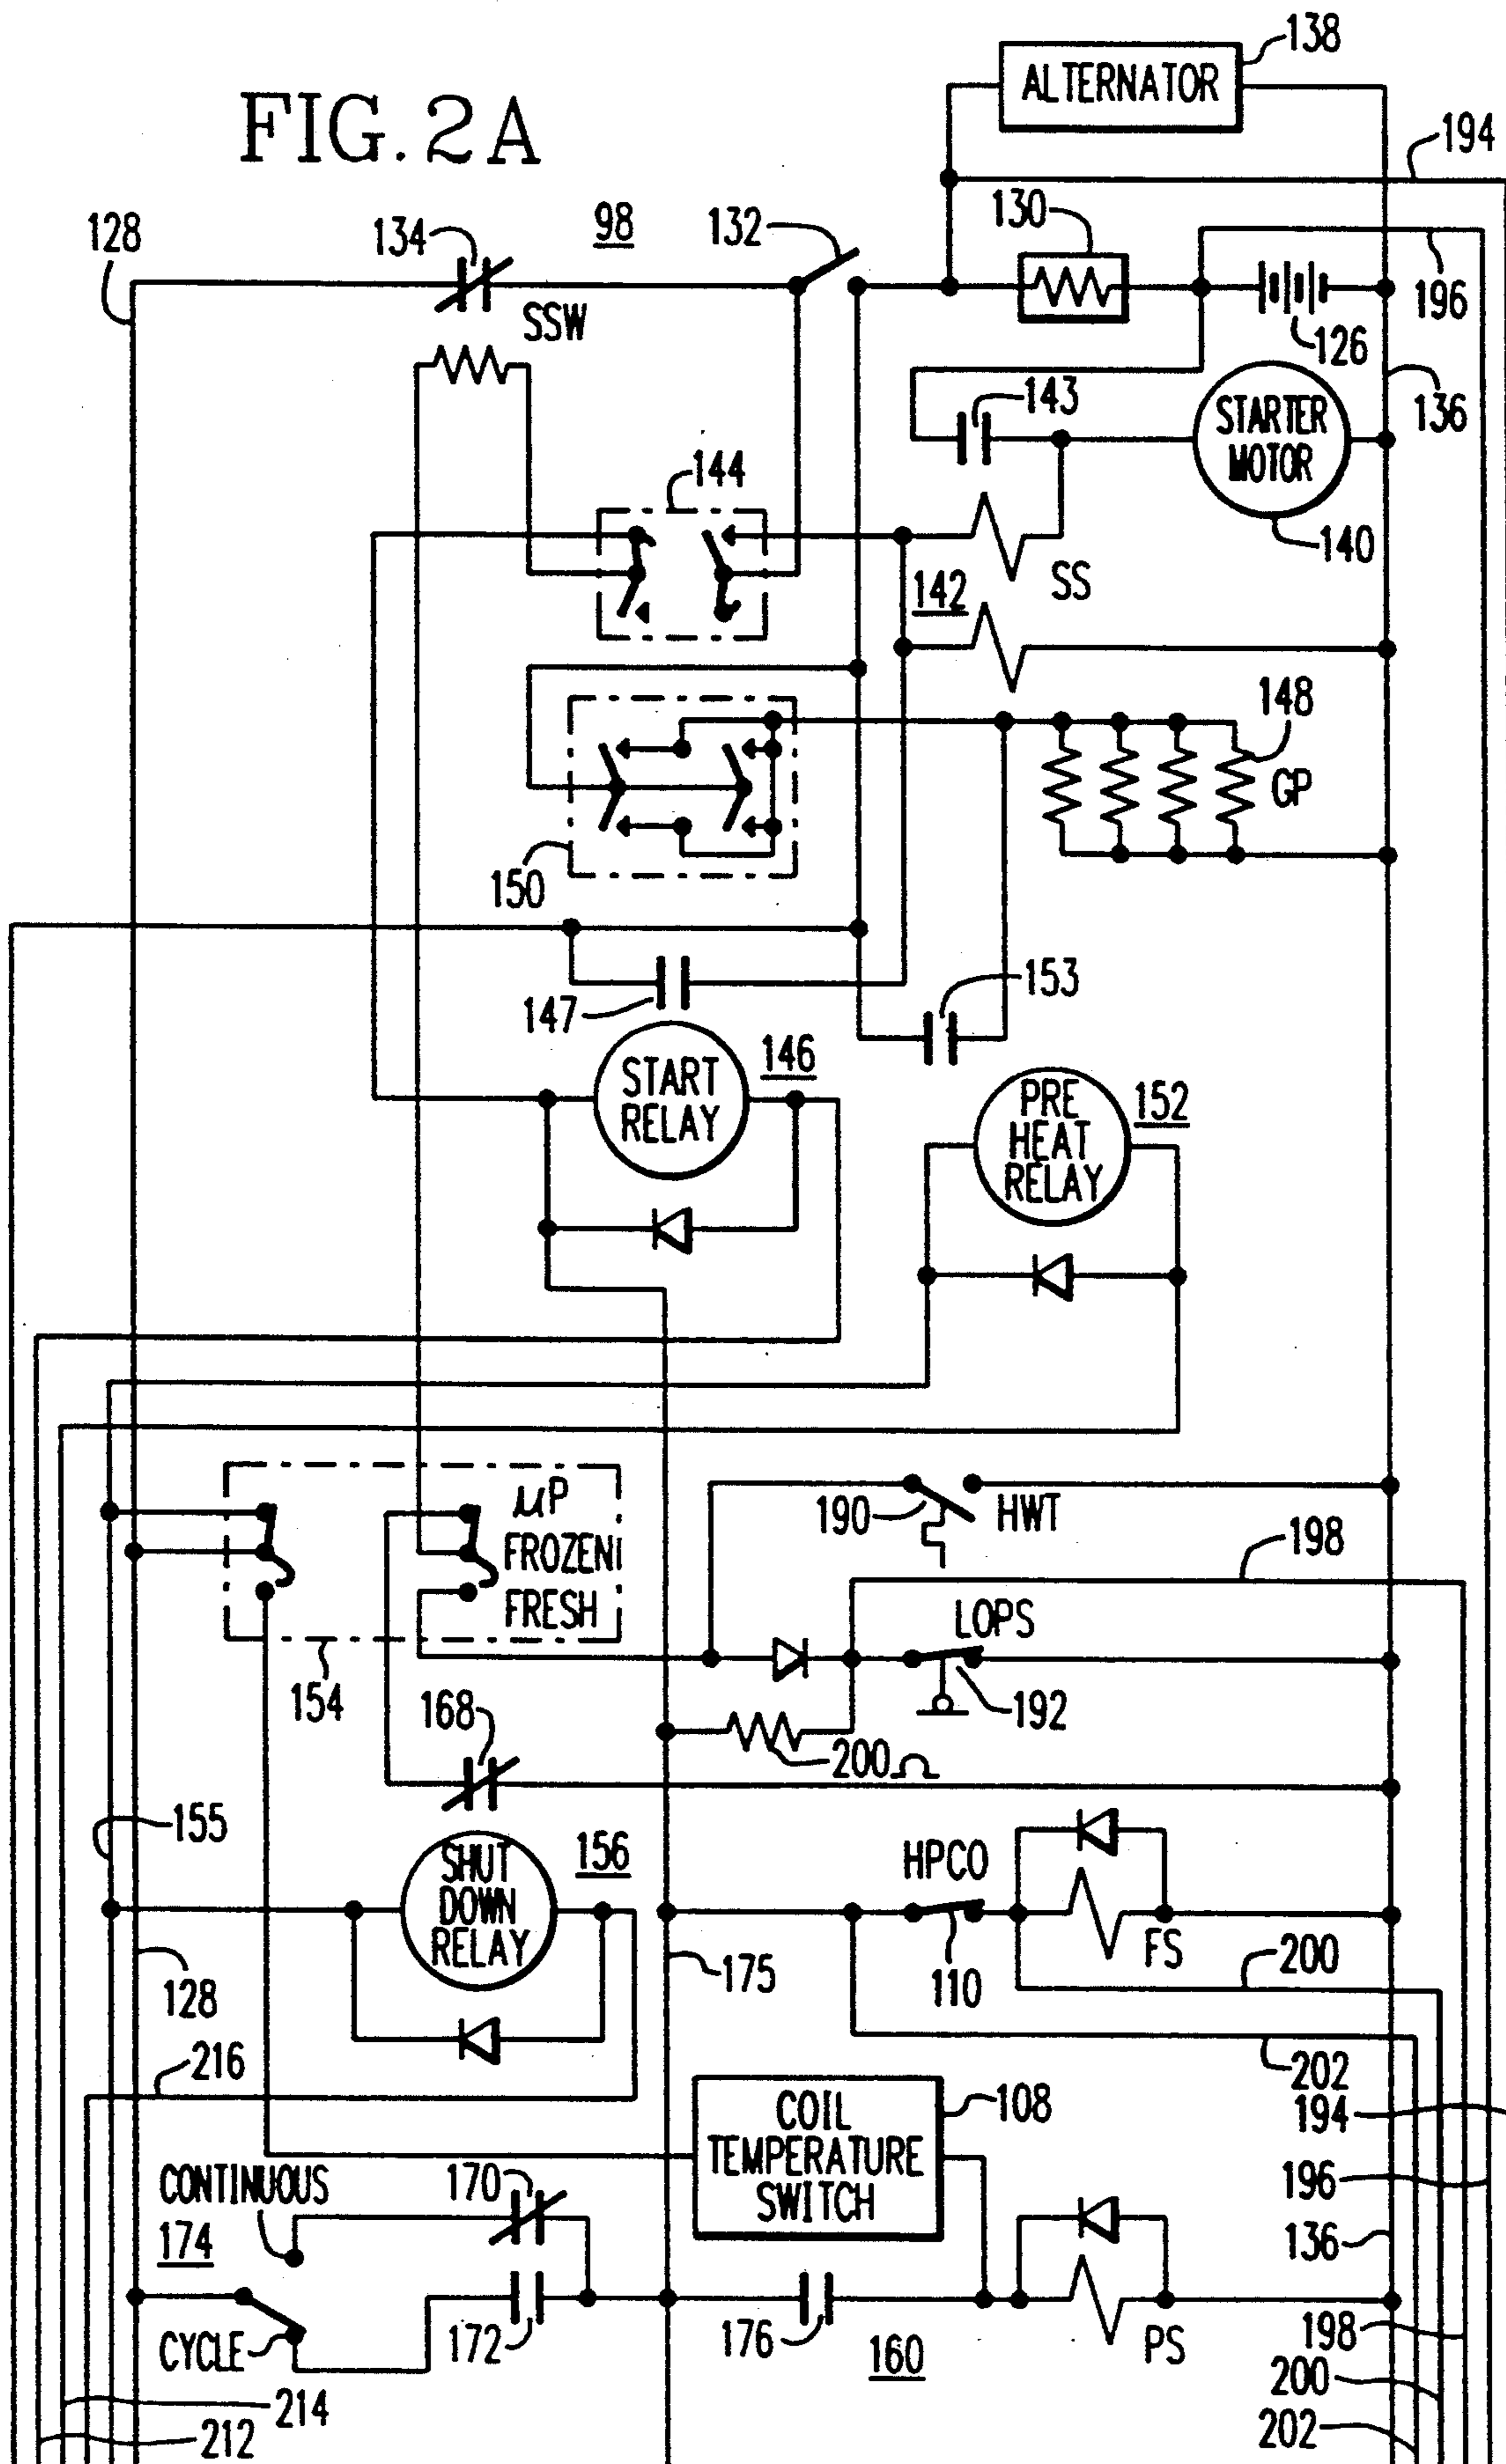 FIG. 2A
ALTERNATOR
138
194
128
134
98
132
130
196
SSW
126
136
143
STARTER
MOTOR
144
140
142
SS
148
GP
150
153
147
START
RELAY
146
PRE
HEAT
RELAY
152
µP
FROZEN
FRESH
190
HWT
198
LOPS
154
168
192
200Ω
155
SHUT
DOWN
RELAY
156
HPCO
FS
200
128
175
110
216
202
COIL
TEMPERATURE
SWITCH
108
194
CONTINUOUS
170
196
174
136
CYCLE
172
176
160
PS
198
200
214
202
212